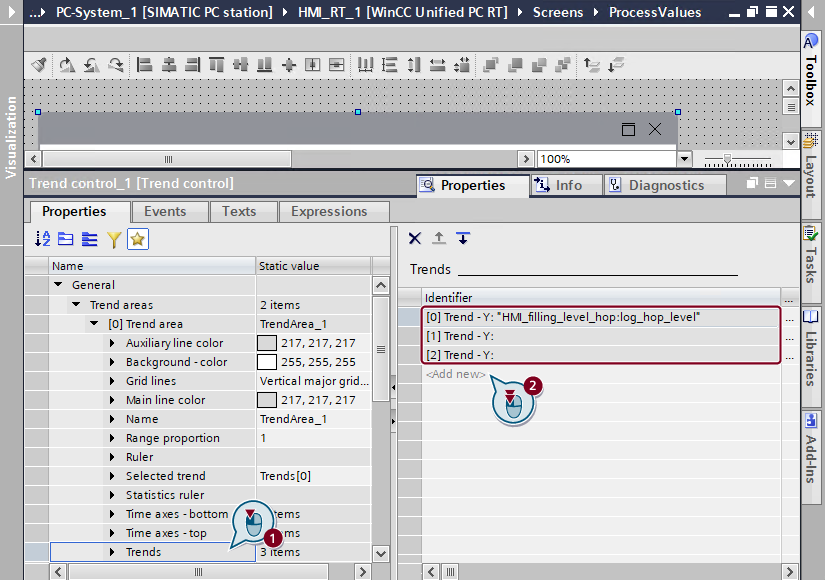 ...▸ PC-System_1 [SIMATIC PC station] ▸ HMI_RT_1 [WinCC Unified PC RT] ▸ Screens ▸ ProcessValues
Visualization
Toolbox
Layout
Tasks
Libraries
Add-Ins
100%
Trend control_1 [Trend control]
Properties
Info
Diagnostics
Properties
Events
Texts
Expressions
Name Static value
General
Trend areas 2 items
[0] Trend area TrendArea_1
Auxiliary line color 217, 217, 217
Background - color 255, 255, 255
Grid lines Vertical major grid...
Main line color 217, 217, 217
Name TrendArea_1
Range proportion 1
Ruler
Selected trend Trends[0]
Statistics ruler
Time axes - bottom items
Time axes - top items
Trends 3 items
1
Trends
Identifier ...
[0] Trend - Y: "HMI_filling_level_hop:log_hop_level" ...
[1] Trend - Y: ...
[2] Trend - Y: ...
<Add new>
2